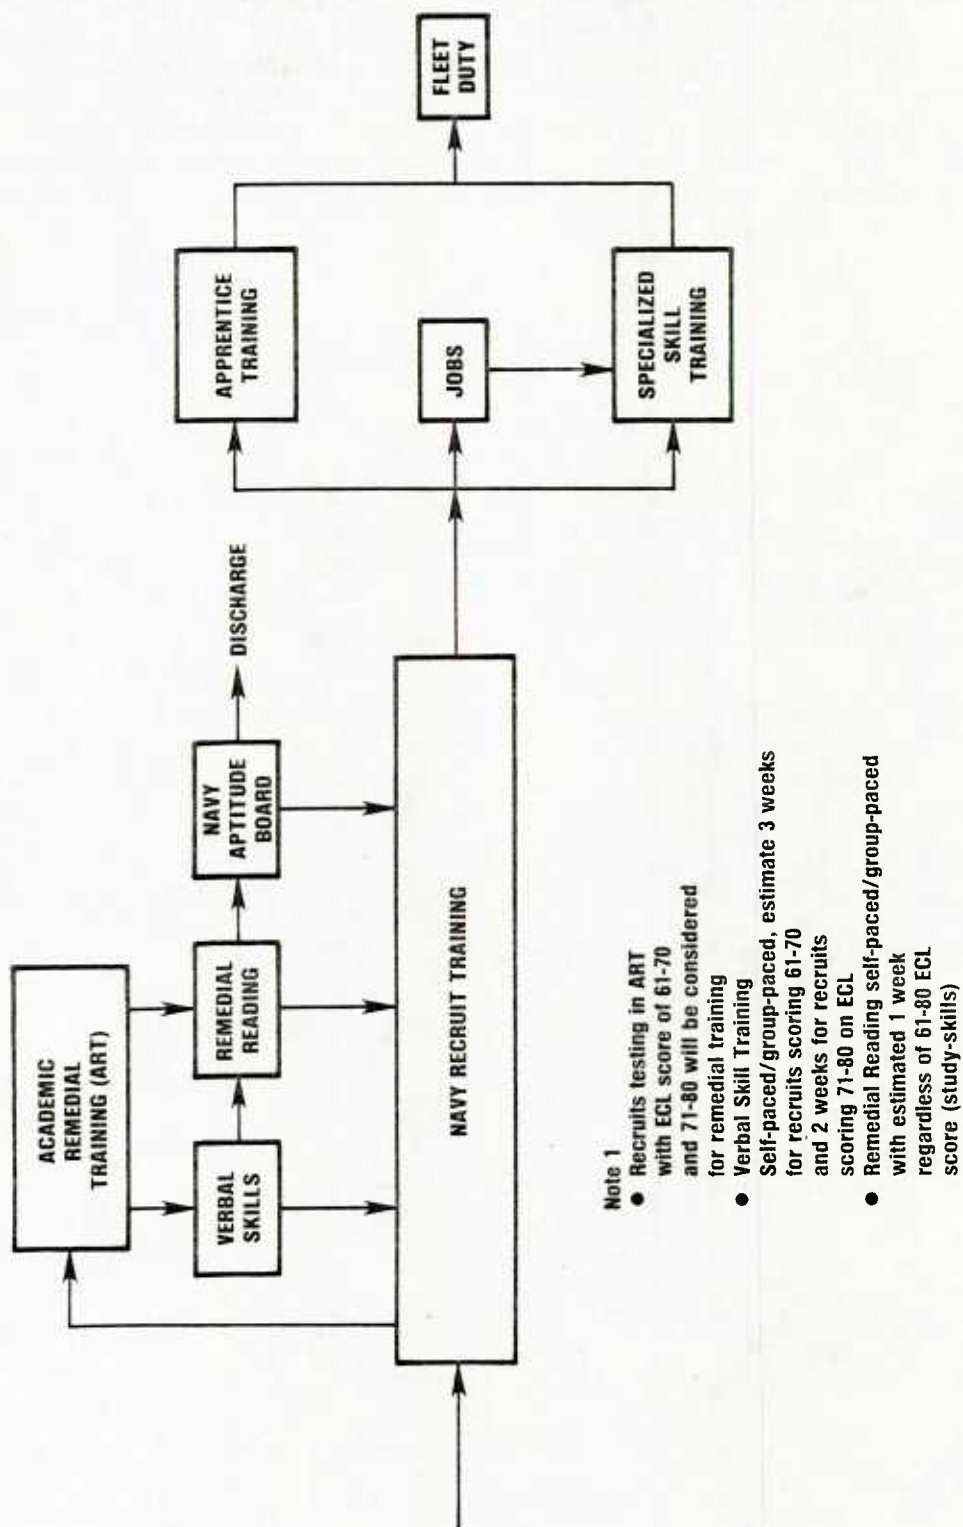 ACADEMIC
REMEDIAL
TRAINING (ART)
VERBAL
SKILLS
REMEDIAL
READING
NAVY
APTITUDE
BOARD
DISCHARGE
NAVY RECRUIT TRAINING
APPRENTICE
TRAINING
JOBS
SPECIALIZED
SKILL
TRAINING
FLEET
DUTY
Note 1
● Recruits testing in ART
with ECL score of 61-70
and 71-80 will be considered
for remedial training
● Verbal Skill Training
Self-paced/group-paced, estimate 3 weeks
for recruits scoring 61-70
and 2 weeks for recruits
scoring 71-80 on ECL
● Remedial Reading self-paced/group-paced
with estimated 1 week
regardless of 61-80 ECL
score (study-skills)